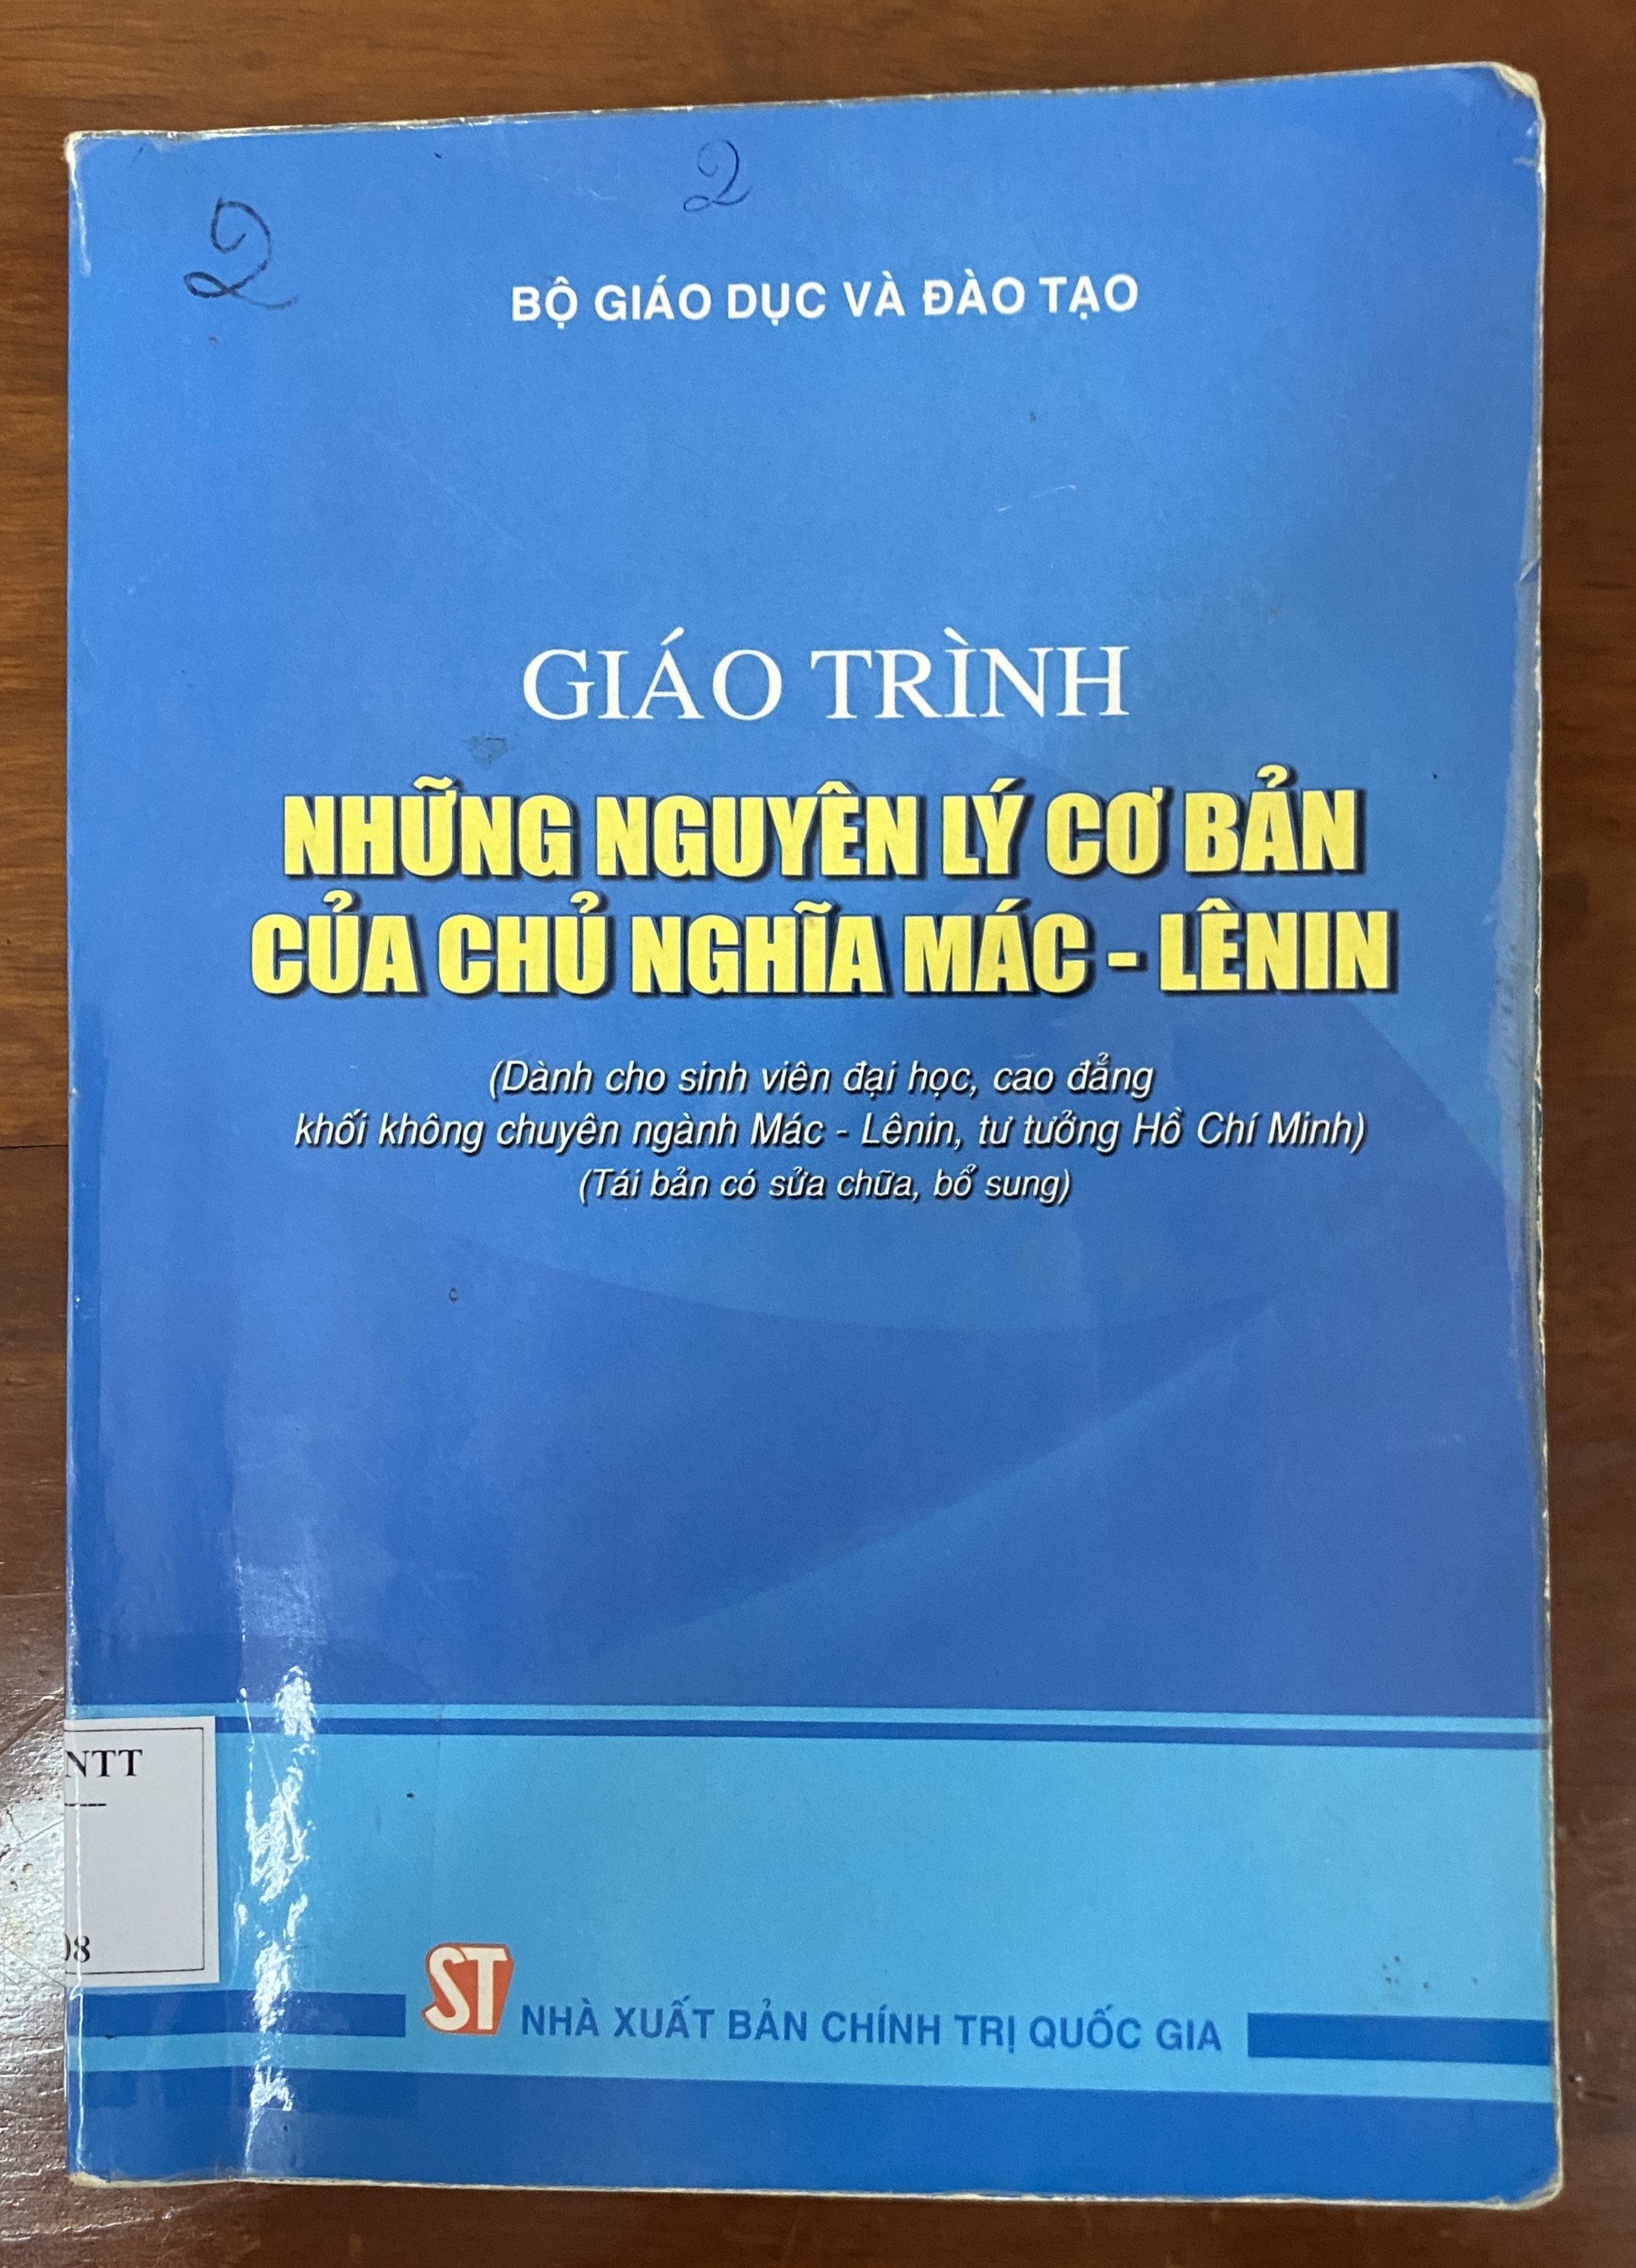 2
2
BỘ GIÁO DỤC VÀ ĐÀO TẠO
GIÁO TRÌNH
NHỮNG NGUYÊN LÝ CƠ BẢN
CỦA CHỦ NGHĨA MÁC - LÊNIN
(Dành cho sinh viên đại học, cao đẳng
khối không chuyên ngành Mác - Lênin, tư tưởng Hồ Chí Minh)
(Tái bản có sửa chữa, bổ sung)
NTT
08
ST
NHÀ XUẤT BẢN CHÍNH TRỊ QUỐC GIA